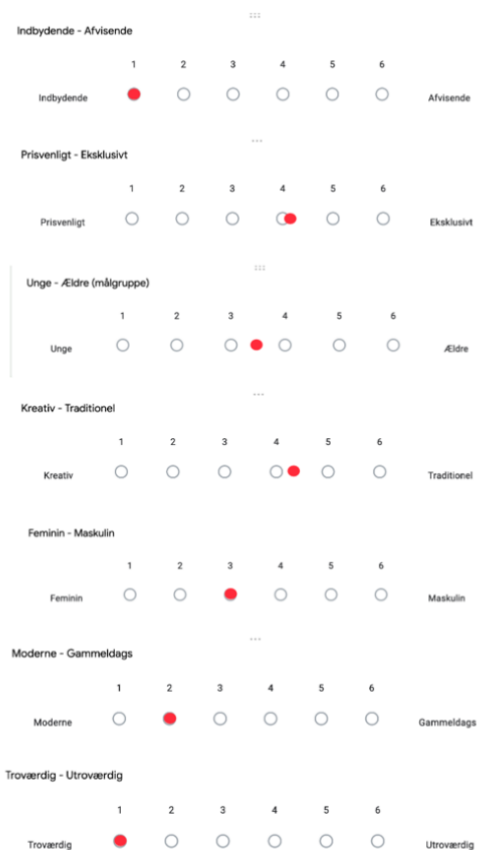 Indbydende - Afvisende
1 2 3 4 5 6
Indbydende Afvisende
Prisvenligt - Eksklusivt
1 2 3 4 5 6
Prisvenligt Eksklusivt
Unge - Ældre (målgruppe)
1 2 3 4 5 6
Unge Ældre
Kreativ - Traditionel
1 2 3 4 5 6
Kreativ Traditionel
Feminin - Maskulin
1 2 3 4 5 6
Feminin Maskulin
Moderne - Gammeldags
1 2 3 4 5 6
Moderne Gammeldags
Troværdig - Utroværdig
1 2 3 4 5 6
Troværdig Utroværdig